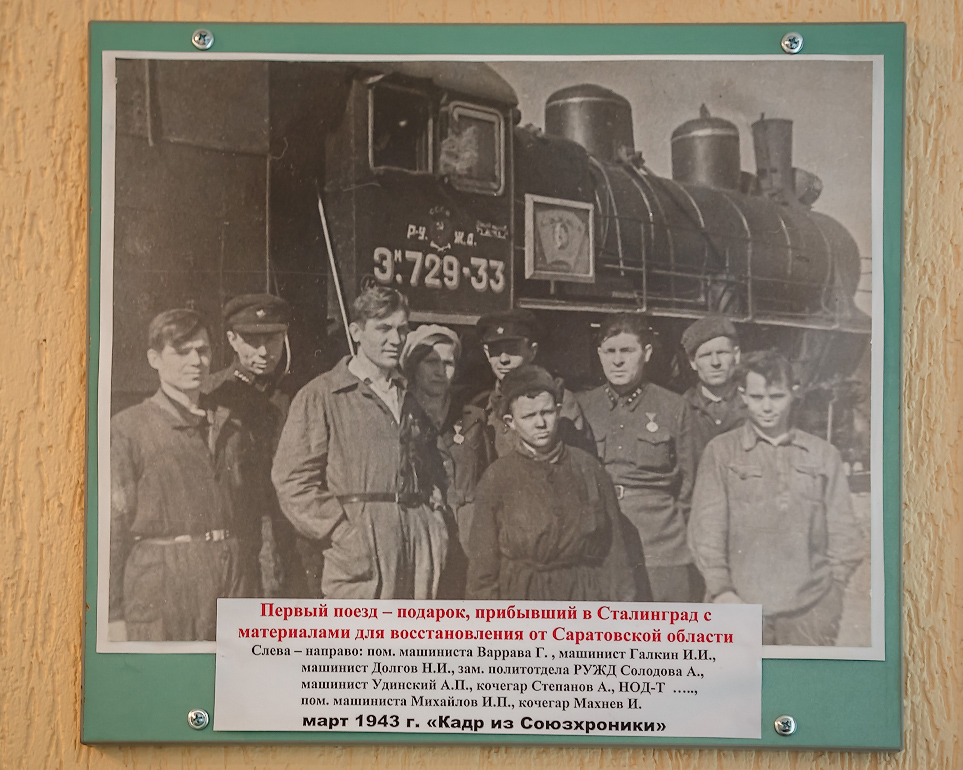 СССР
Р.У. Ж.Д.
Эм.729-33
Первый поезд – подарок, прибывший в Сталинград с
материалами для восстановления от Саратовской области
Слева – направо: пом. машиниста Варрава Г. , машинист Галкин И.И.,
машинист Долгов Н.И., зам. политотдела РУЖД Солодова А.,
машинист Удинский А.П., кочегар Степанов А., НОД-Т .....,
пом. машиниста Михайлов И.П., кочегар Махнев И.
март 1943 г. «Кадр из Союзхроники»